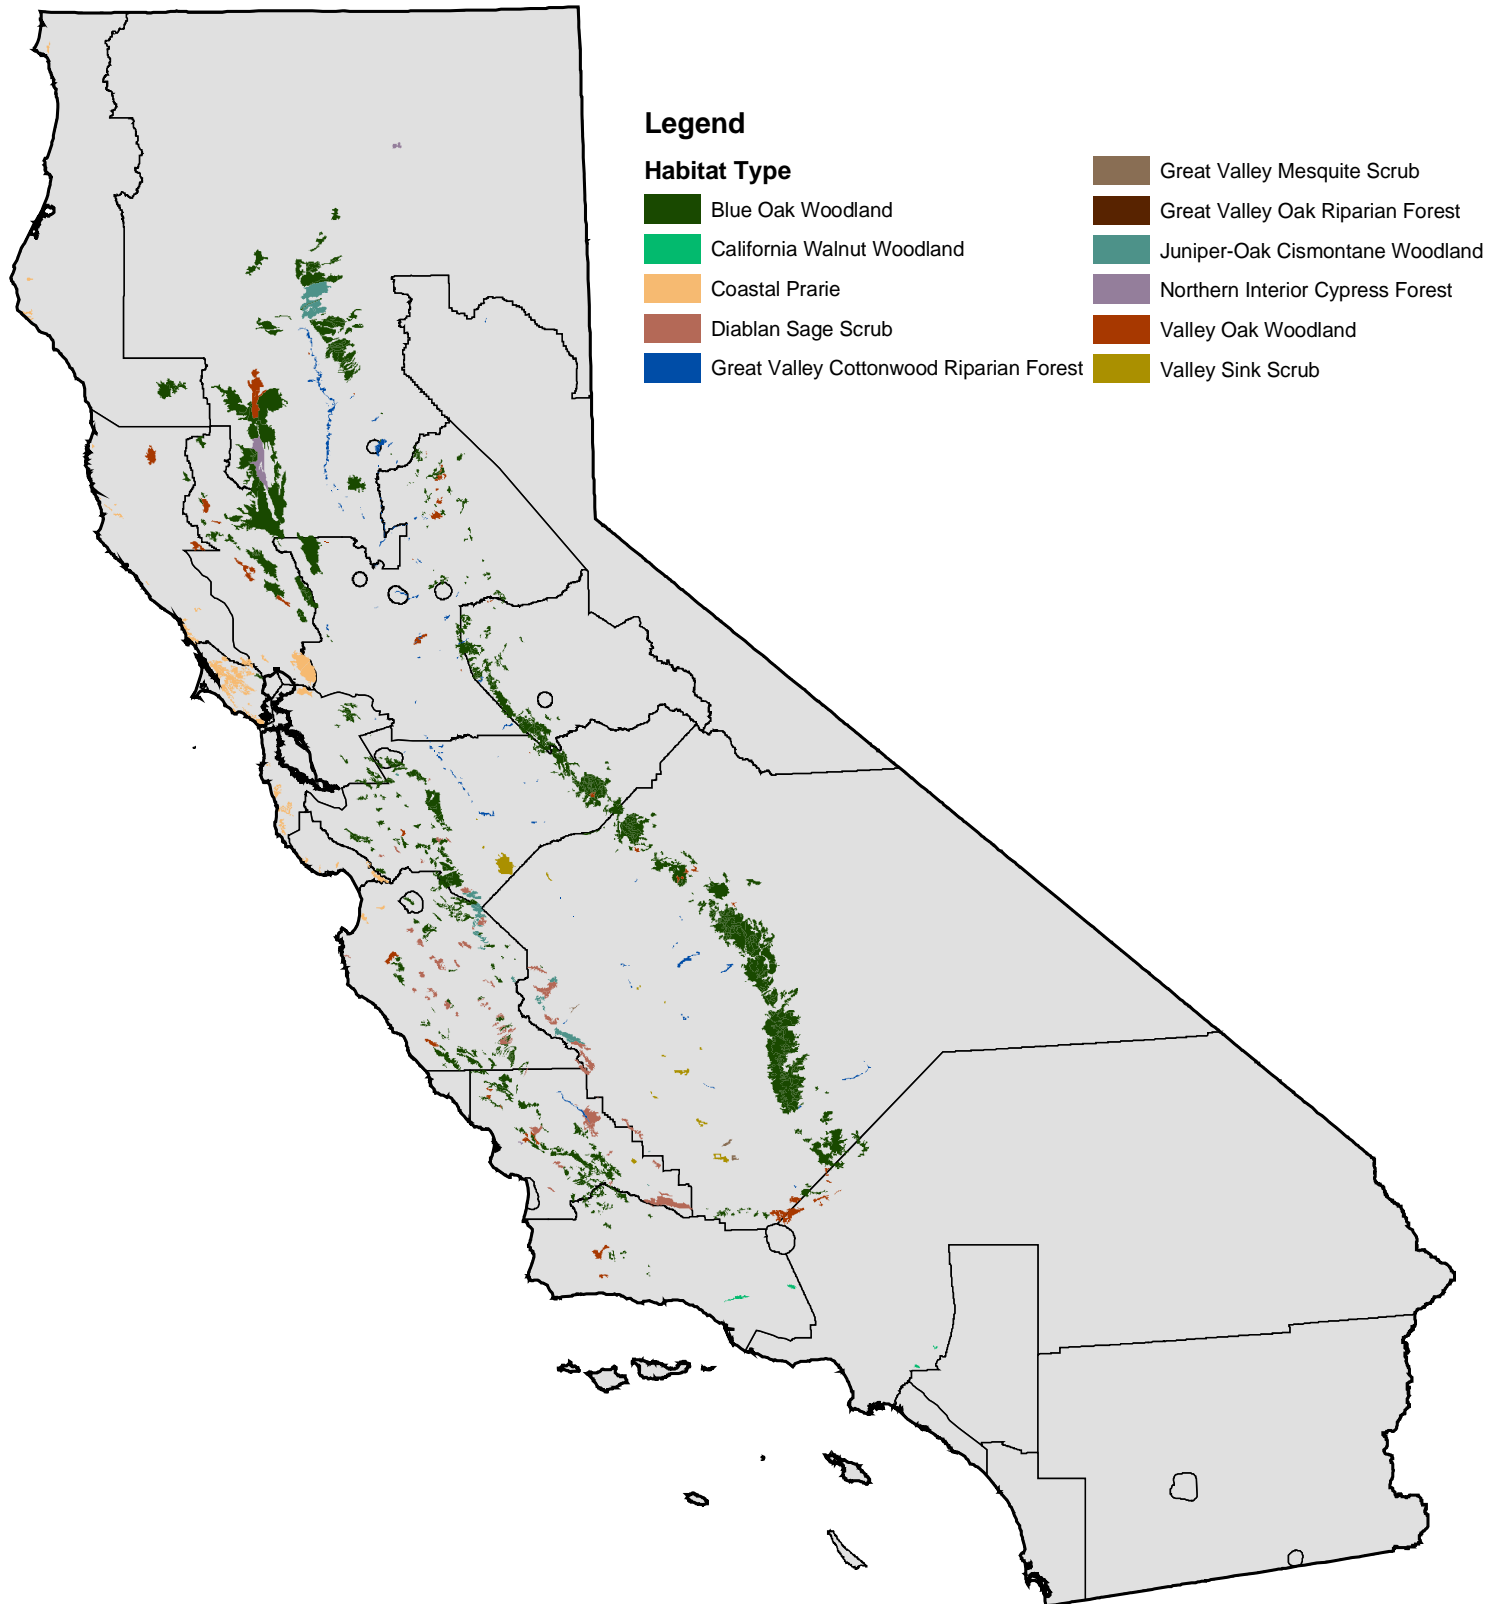 Legend
Habitat Type
Blue Oak Woodland
California Walnut Woodland
Coastal Prarie
Diablan Sage Scrub
Great Valley Cottonwood Riparian Forest
Great Valley Mesquite Scrub
Great Valley Oak Riparian Forest
Juniper-Oak Cismontane Woodland
Northern Interior Cypress Forest
Valley Oak Woodland
Valley Sink Scrub